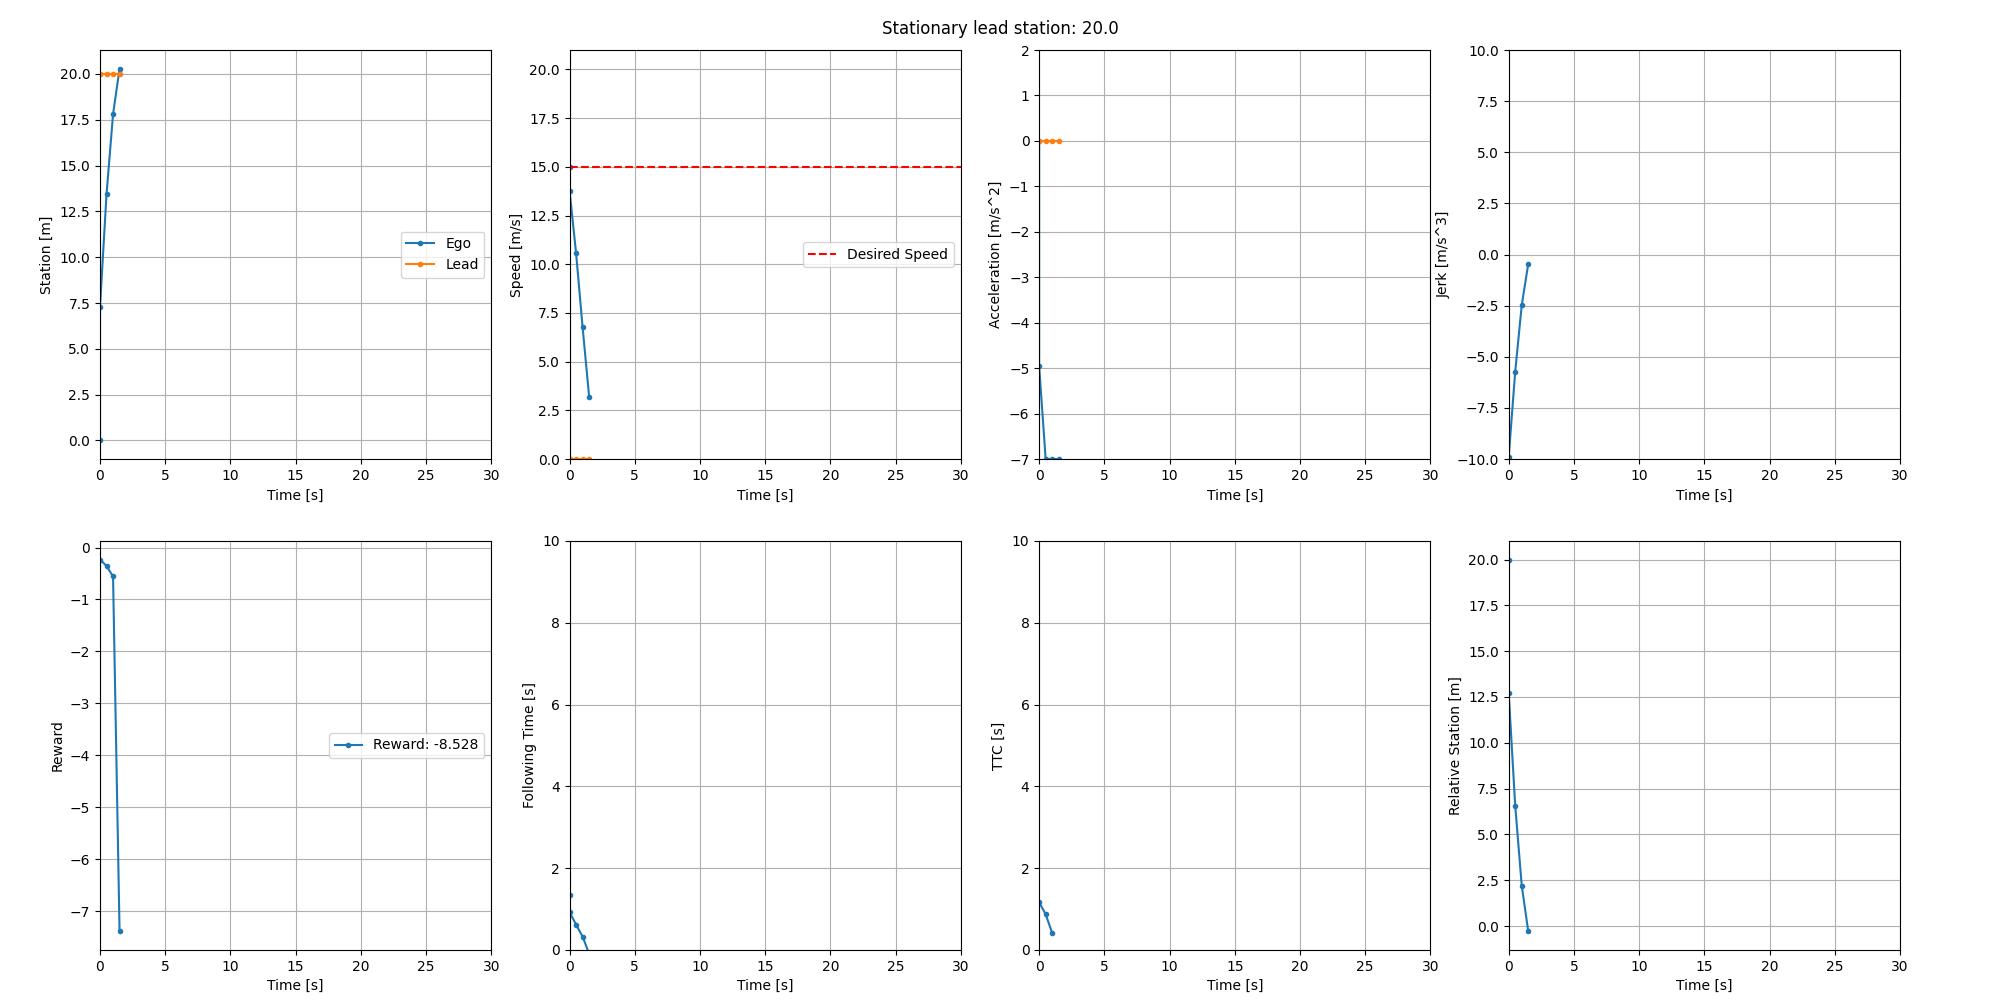 Stationary lead station: 20.0
Station [m]
20.0
17.5
15.0
12.5
10.0
7.5
5.0
2.5
0.0
Ego
Lead
0 5 10 15 20 25 30
Time [s]
Speed [m/s]
20.0
17.5
15.0
12.5
10.0
7.5
5.0
2.5
0.0
Desired Speed
0 5 10 15 20 25 30
Time [s]
Acceleration [m/s^2]
2
1
0
−1
−2
−3
−4
−5
−6
−7
0 5 10 15 20 25 30
Time [s]
Jerk [m/s^3]
10.0
7.5
5.0
2.5
0.0
−2.5
−5.0
−7.5
−10.0
0 5 10 15 20 25 30
Time [s]
Reward
0
−1
−2
−3
−4
−5
−6
−7
Reward: -8.528
0 5 10 15 20 25 30
Time [s]
Following Time [s]
10
8
6
4
2
0
0 5 10 15 20 25 30
Time [s]
TTC [s]
10
8
6
4
2
0
0 5 10 15 20 25 30
Time [s]
Relative Station [m]
20.0
17.5
15.0
12.5
10.0
7.5
5.0
2.5
0.0
0 5 10 15 20 25 30
Time [s]